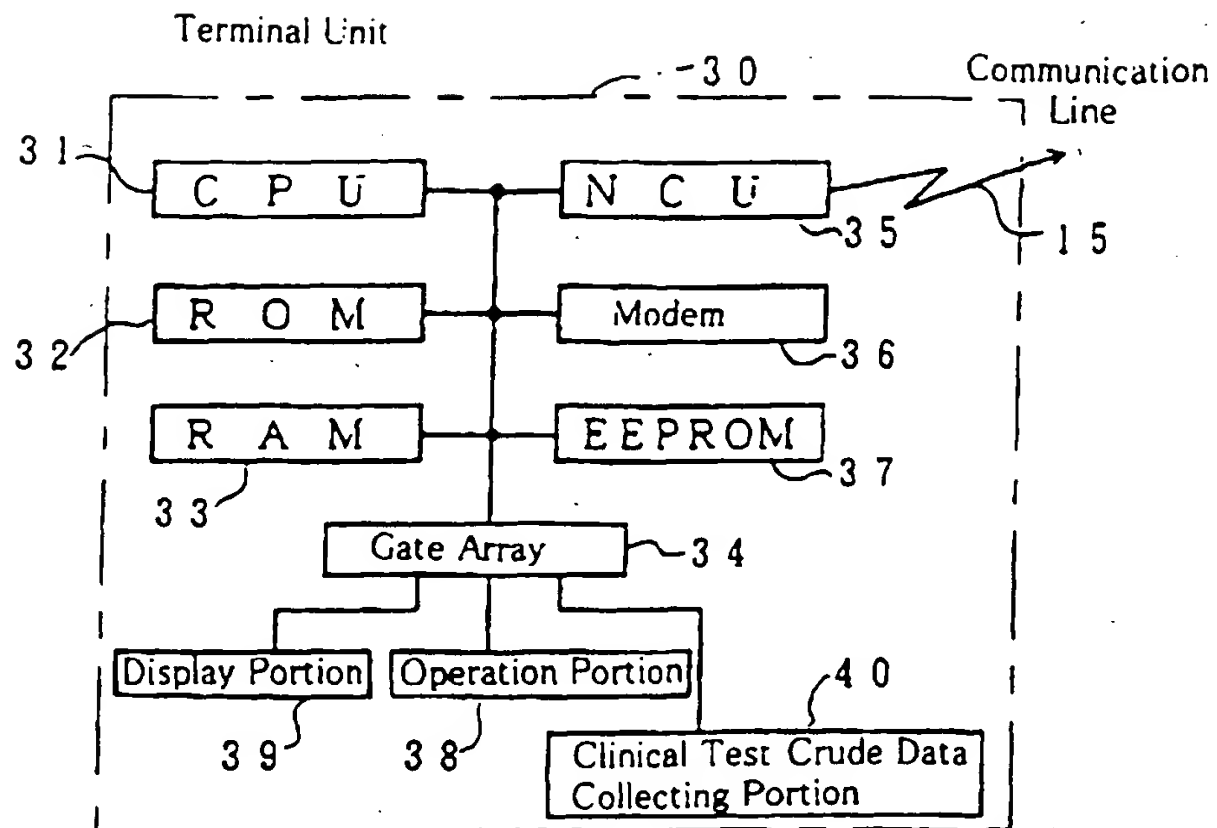 Terminal Unit
30
Communication
Line
31
CPU
NCU
35
15
ROM
Modem
32
36
RAM
EEPROM
33
37
Gate Array
34
Display Portion
Operation Portion
39
38
40
Clinical Test Crude Data
Collecting Portion